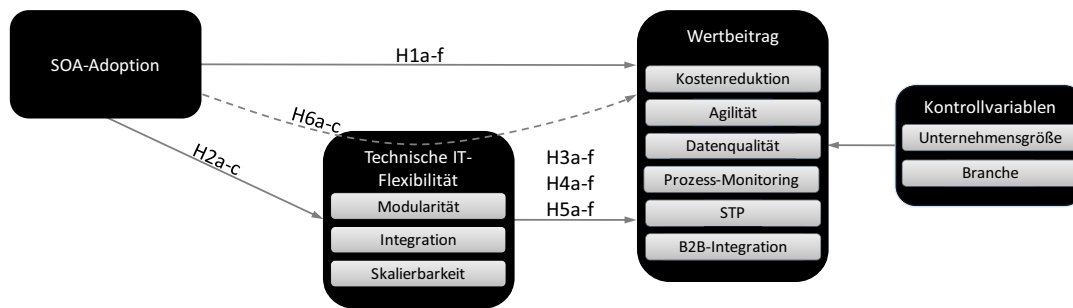 SOA-Adoption
H1a-f
H6a-c
H2a-c
Technische IT-
Flexibilität
Modularität
Integration
Skalierbarkeit
H3a-f
H4a-f
H5a-f
Wertbeitrag
Kostenreduktion
Agilität
Datenqualität
Prozess-Monitoring
STP
B2B-Integration
Kontrollvariablen
Unternehmensgröße
Branche